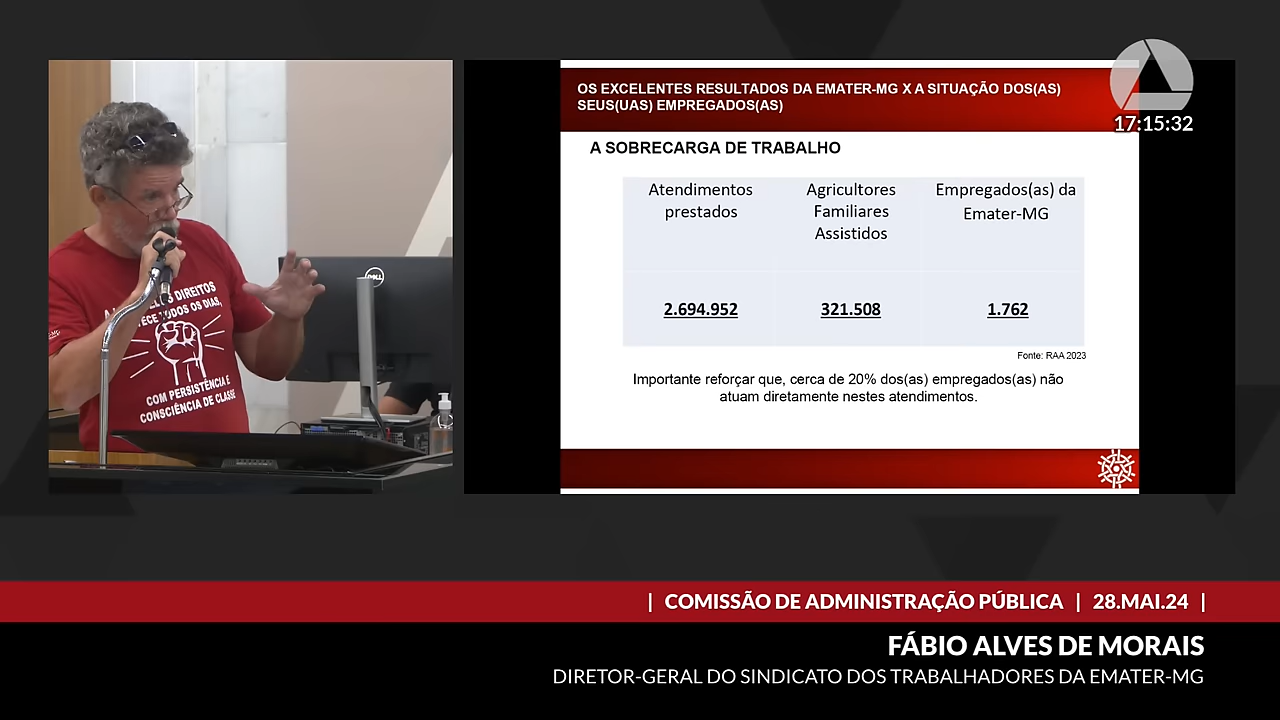 OS EXCELENTES RESULTADOS DA EMATER-MG X A SITUAÇÃO DOS(AS)
SEUS(UAS) EMPREGADOS(AS)
17:15:32
A SOBRECARGA DE TRABALHO
Atendimentos
prestados
Agricultores
Familiares
Assistidos
Empregados(as) da
Emater-MG
2.694.952
321.508
1.762
Fonte: RAA 2023
Importante reforçar que, cerca de 20% dos(as) empregados(as) não
atuam diretamente nestes atendimentos.
DIREITOS
TODOS OS DIAS,
COM PERSISTÊNCIA E
CONSCIÊNCIA DE CLASSE
DELL
| COMISSÃO DE ADMINISTRAÇÃO PÚBLICA | 28.MAI.24 |
FÁBIO ALVES DE MORAIS
DIRETOR-GERAL DO SINDICATO DOS TRABALHADORES DA EMATER-MG